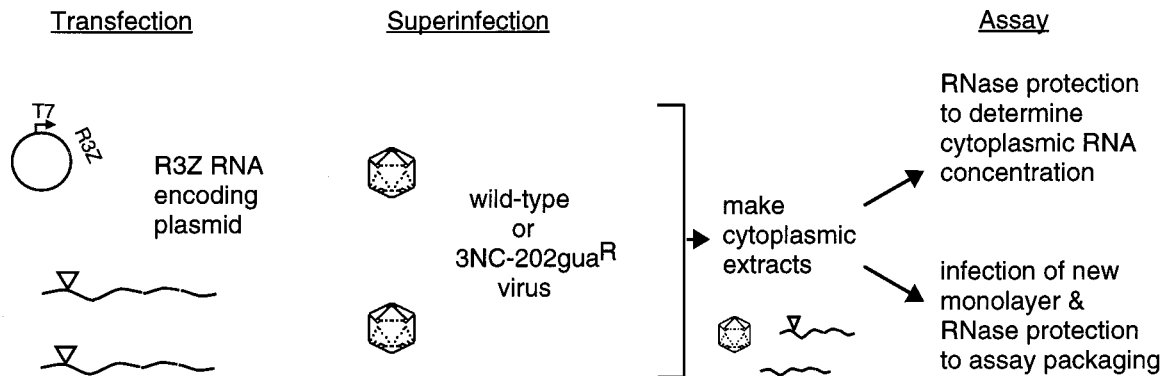 Transfection
Superinfection
Assay
T7
R3Z
R3Z RNA
encoding
plasmid
wild-type
or
3NC-202guaR
virus
make
cytoplasmic
extracts
RNase protection
to determine
cytoplasmic RNA
concentration
infection of new
monolayer &
RNase protection
to assay packaging